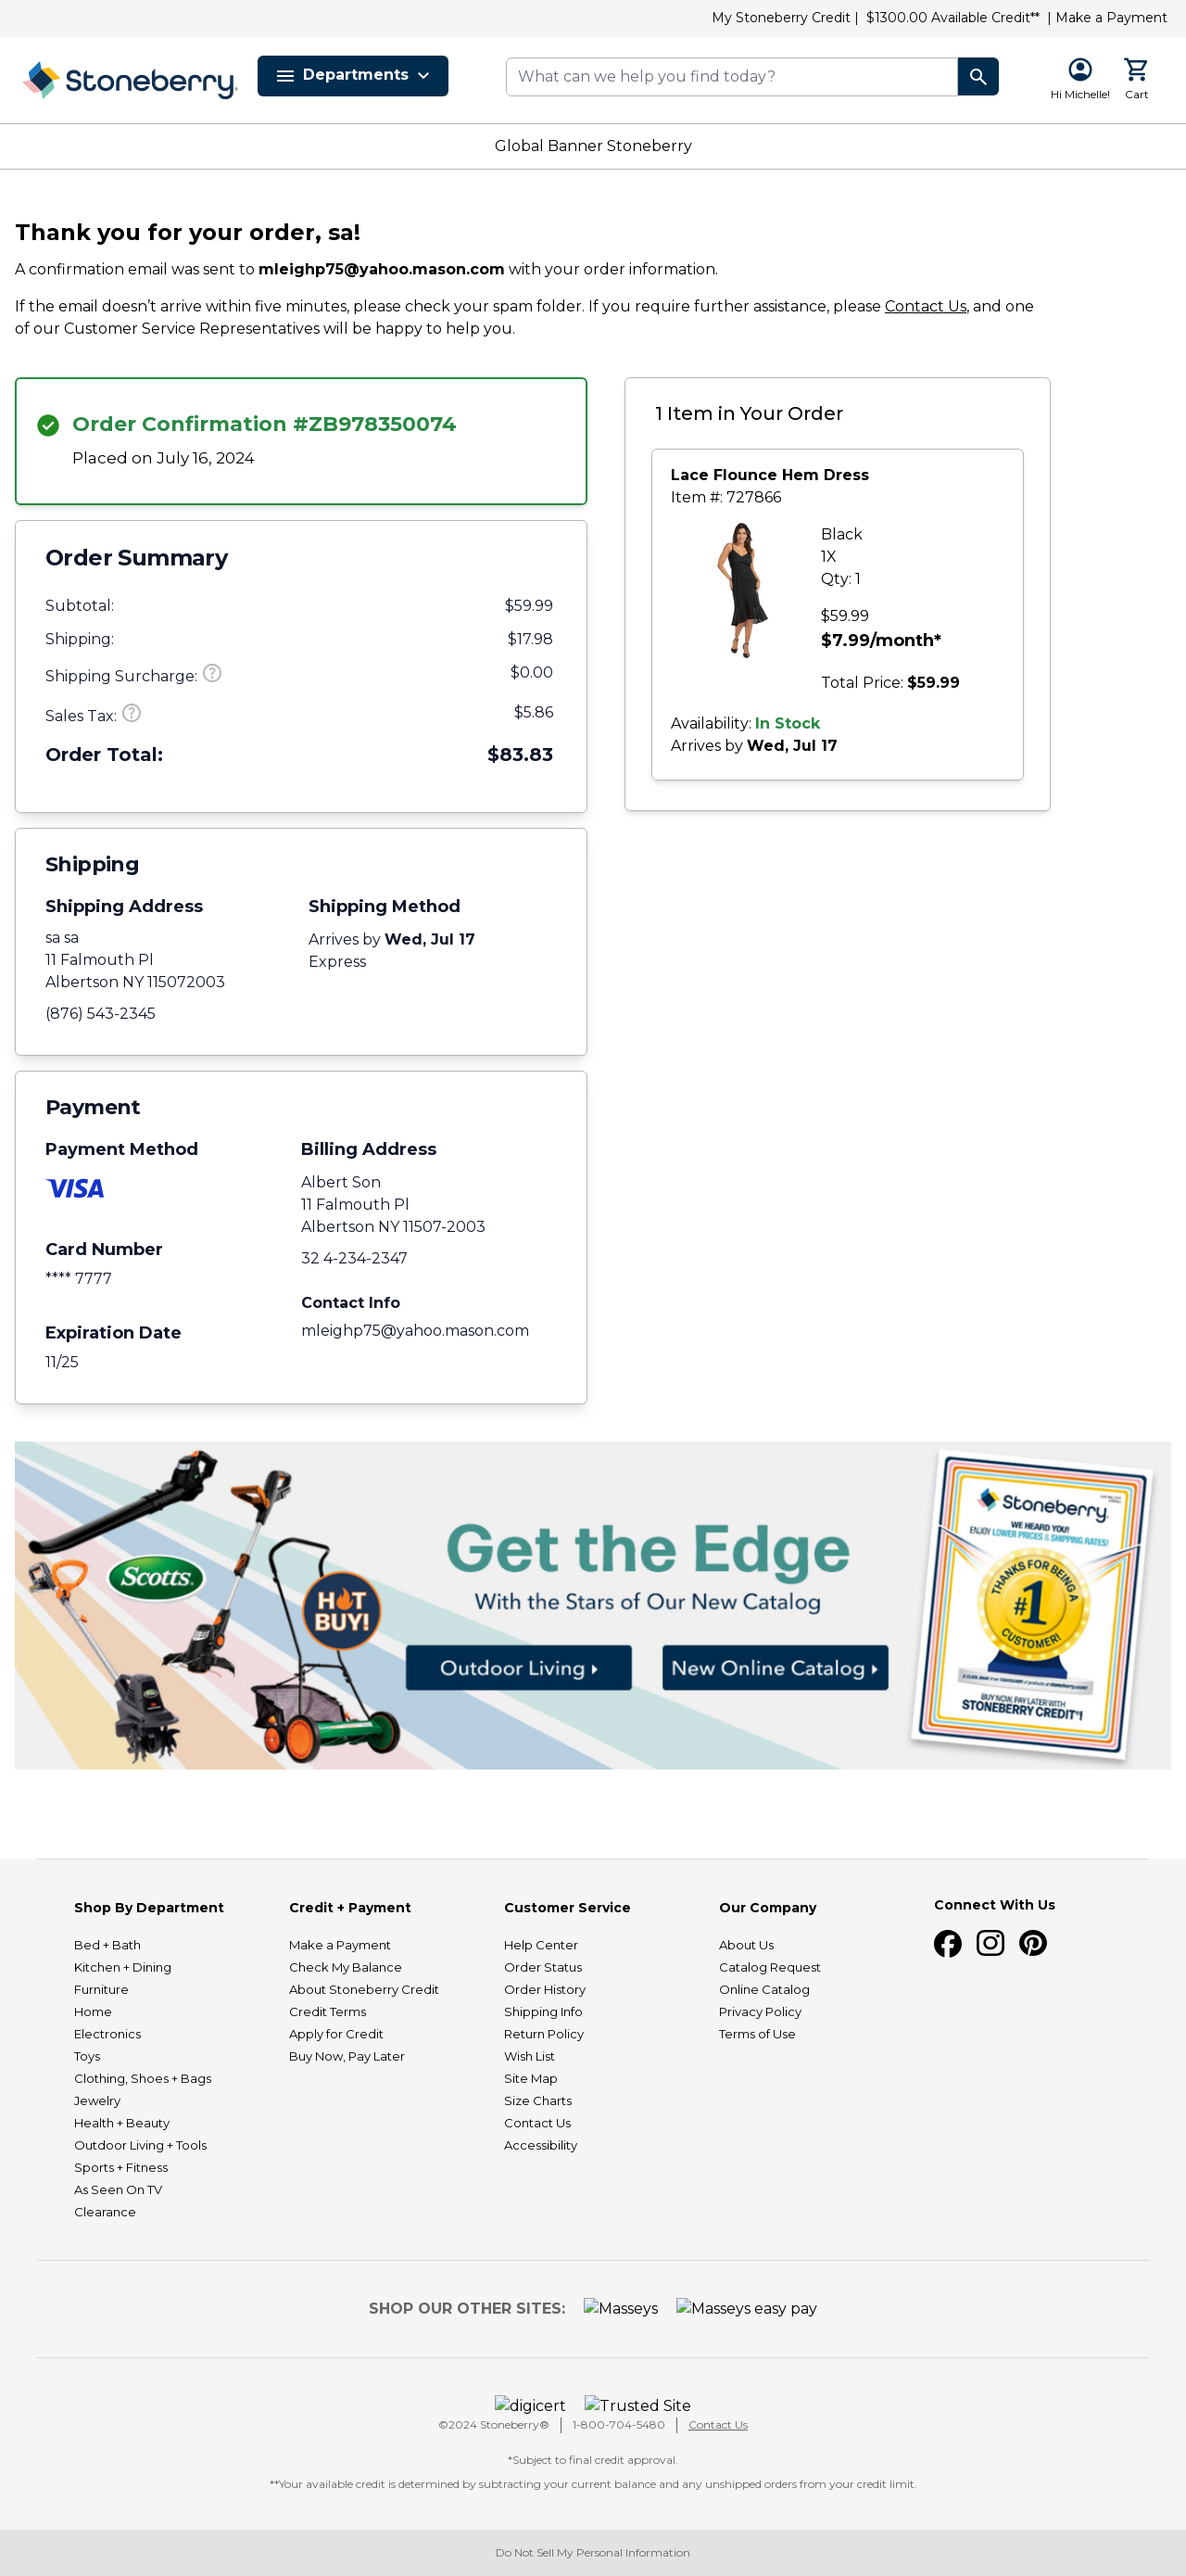 My Stoneberry Credit | $1300.00 Available Credit** | Make a Payment
Stoneberry
Departments
What can we help you find today?
Hi Michelle!
Cart
Global Banner Stoneberry
Thank you for your order, sa!
A confirmation email was sent to mleighp75@yahoo.mason.com with your order information.
If the email doesn’t arrive within five minutes, please check your spam folder. If you require further assistance, please Contact Us, and one
of our Customer Service Representatives will be happy to help you.
Order Confirmation #ZB978350074
Placed on July 16, 2024
Order Summary
Subtotal: $59.99
Shipping: $17.98
Shipping Surcharge: $0.00
Sales Tax: $5.86
Order Total: $83.83
1 Item in Your Order
Lace Flounce Hem Dress
Item #: 727866
Black
1X
Qty: 1
$59.99
$7.99/month*
Total Price: $59.99
Availability: In Stock
Arrives by Wed, Jul 17
Shipping
Shipping Address
sa sa
11 Falmouth Pl
Albertson NY 115072003
(876) 543-2345
Shipping Method
Arrives by Wed, Jul 17
Express
Payment
Payment Method
VISA
Card Number
**** 7777
Expiration Date
11/25
Billing Address
Albert Son
11 Falmouth Pl
Albertson NY 11507-2003
32 4-234-2347
Contact Info
mleighp75@yahoo.mason.com
Scotts
HOT
BUY!
Get the Edge
With the Stars of Our New Catalog
Outdoor Living
New Online Catalog
Stoneberry
WE HEARD YOU!
ENJOY LOWER PRICES & SHIPPING RATES!
THANKS FOR BEING A
#1
CUSTOMER!
BUY NOW, PAY LATER WITH
STONEBERRY CREDIT*!
Shop By Department
Bed + Bath
Kitchen + Dining
Furniture
Home
Electronics
Toys
Clothing, Shoes + Bags
Jewelry
Health + Beauty
Outdoor Living + Tools
Sports + Fitness
As Seen On TV
Clearance
Credit + Payment
Make a Payment
Check My Balance
About Stoneberry Credit
Credit Terms
Apply for Credit
Buy Now, Pay Later
Customer Service
Help Center
Order Status
Order History
Shipping Info
Return Policy
Wish List
Site Map
Size Charts
Contact Us
Accessibility
Our Company
About Us
Catalog Request
Online Catalog
Privacy Policy
Terms of Use
Connect With Us
SHOP OUR OTHER SITES: Masseys Masseys easy pay
digicert Trusted Site
©2024 Stoneberry® | 1-800-704-5480 | Contact Us
*Subject to final credit approval.
**Your available credit is determined by subtracting your current balance and any unshipped orders from your credit limit.
Do Not Sell My Personal Information